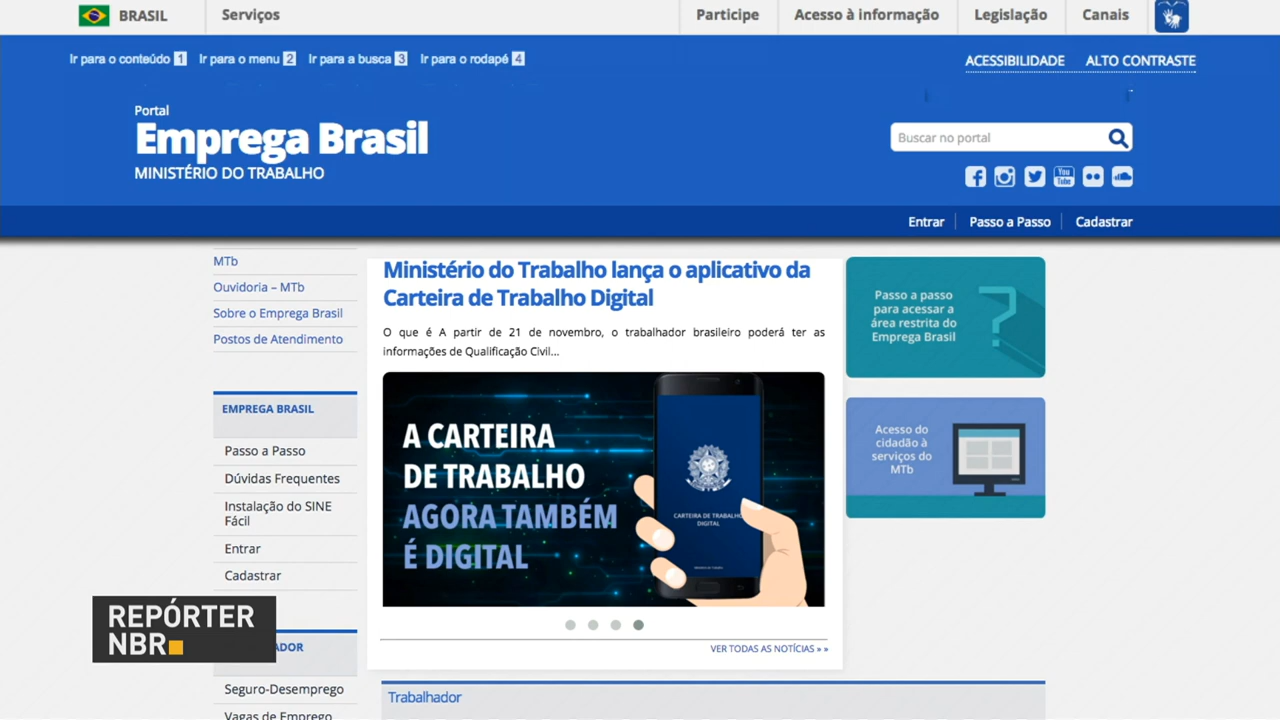 BRASIL
Serviços
Participe
Acesso à informação
Legislação
Canais
Ir para o conteúdo 1
Ir para o menu 2
Ir para a busca 3
Ir para o rodapé 4
ACESSIBILIDADE
ALTO CONTRASTE
Portal
Emprega Brasil
MINISTÉRIO DO TRABALHO
Buscar no portal
You
Tube
Entrar
Passo a Passo
Cadastrar
MTb
Ouvidoria – MTb
Sobre o Emprega Brasil
Postos de Atendimento
EMPREGA BRASIL
Passo a Passo
Dúvidas Frequentes
Instalação do SINE
Fácil
Entrar
Cadastrar
REPÓRTER
NBR
ADOR
Seguro-Desemprego
Vagas de Emprego
Ministério do Trabalho lança o aplicativo da
Carteira de Trabalho Digital
O que é A partir de 21 de novembro, o trabalhador brasileiro poderá ter as
informações de Qualificação Civil...
A CARTEIRA
DE TRABALHO
AGORA TAMBÉM
É DIGITAL
CARTEIRA DE TRABALHO
DIGITAL
VER TODAS AS NOTÍCIAS » »
Trabalhador
Passo a passo
para acessar a
área restrita do
Emprega Brasil
?
Acesso do
cidadão à
serviços do
MTb